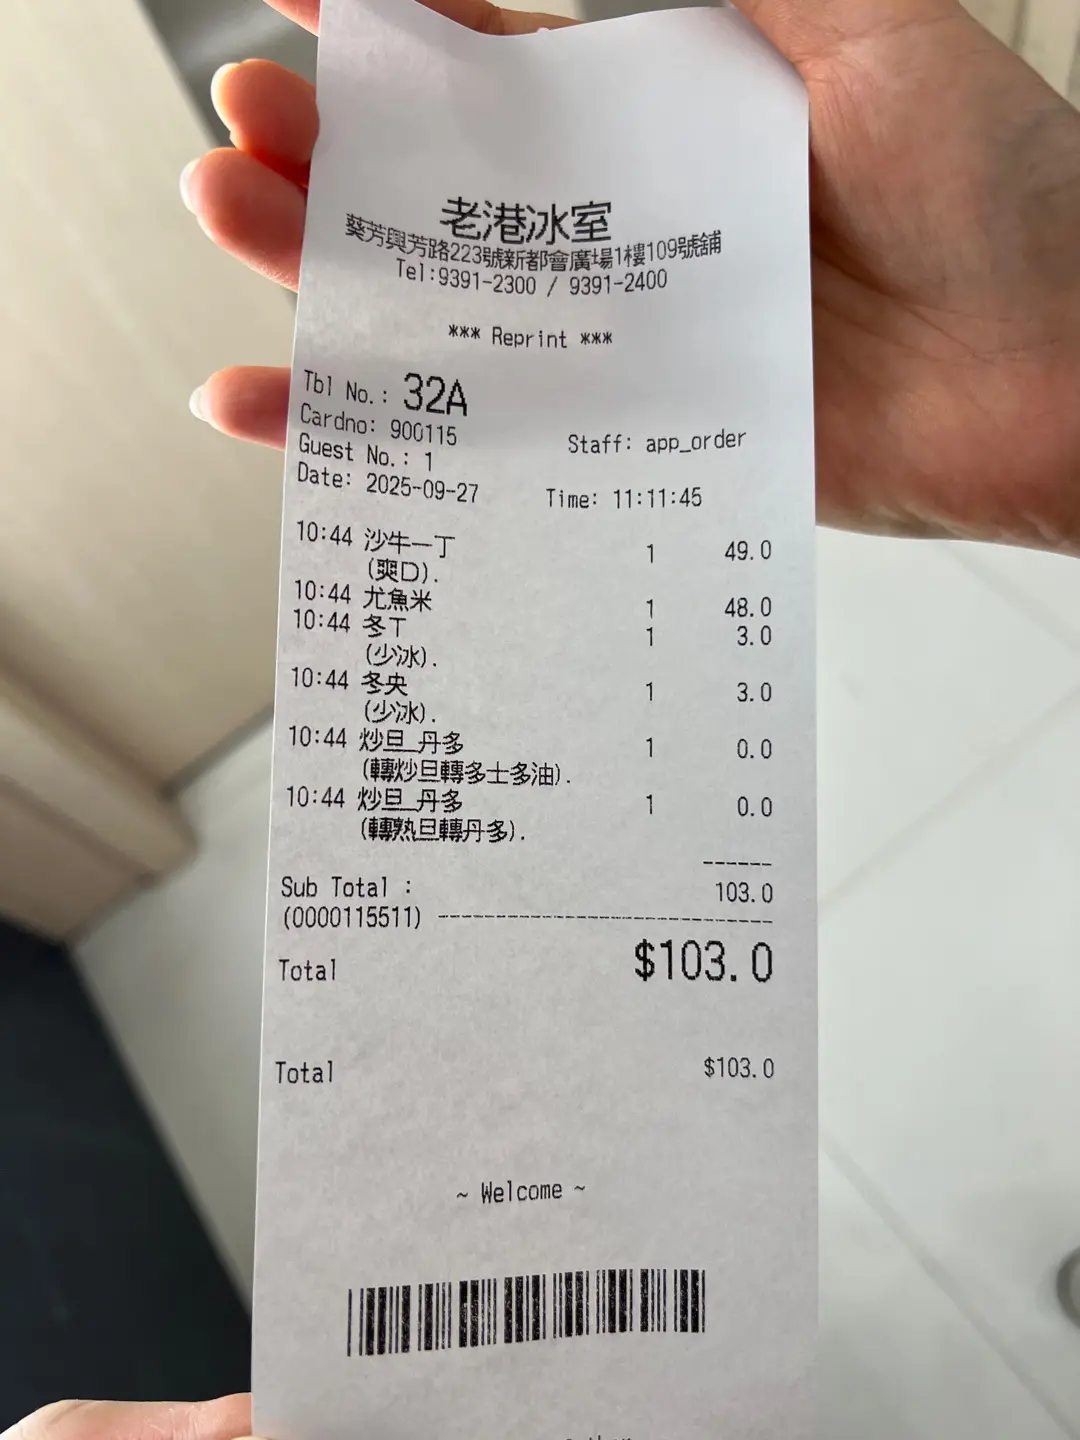 老港冰室
葵芳興芳路223號新都會廣場1樓109號舖
Tel:9391-2300 / 9391-2400
*** Reprint ***
Tbl No.: 32A
Cardno: 900115 Staff: app_order
Guest No.: 1
Date: 2025-09-27 Time: 11:11:45
10:44 沙牛一丁 1 49.0
(爽D).
10:44 尤魚米 1 48.0
10:44 冬T 1 3.0
(少冰).
10:44 冬央 1 3.0
(少冰).
10:44 炒旦_丹多 1 0.0
(轉炒旦轉多士多油).
10:44 炒旦_丹多 1 0.0
(轉熟旦轉丹多).
Sub Total : 103.0
(0000115511)
Total $103.0
Total $103.0
~ Welcome ~